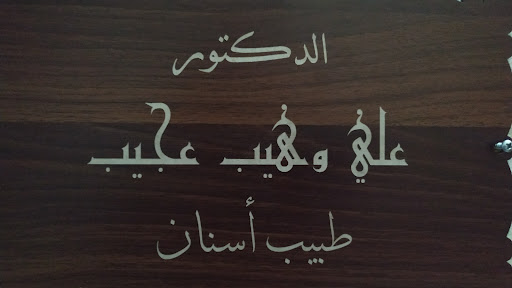 الدكتور
علي وهيب عجيب
طبيب أسنان